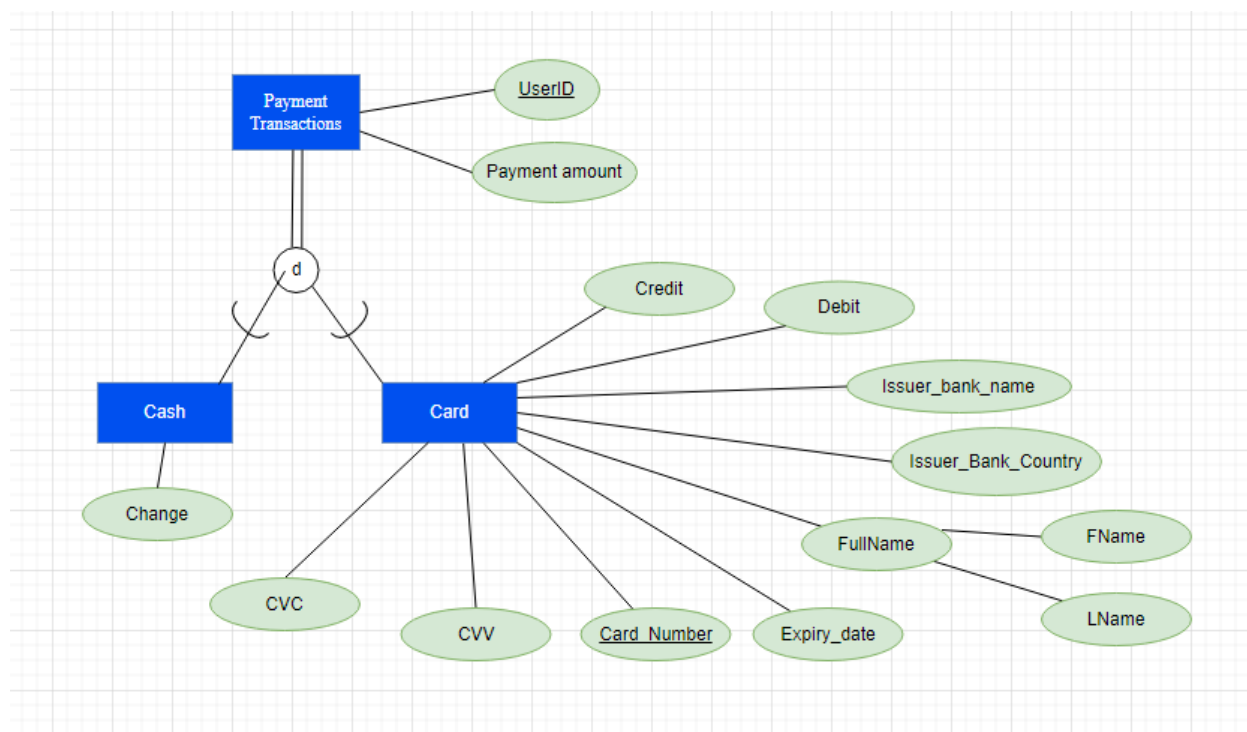 UserID
Payment
Transactions
Payment amount
d
Credit
Debit
Issuer_bank_name
Cash
Card
Issuer_Bank_Country
Change
FullName
FName
CVC
LName
CVV
Card_Number
Expiry_date